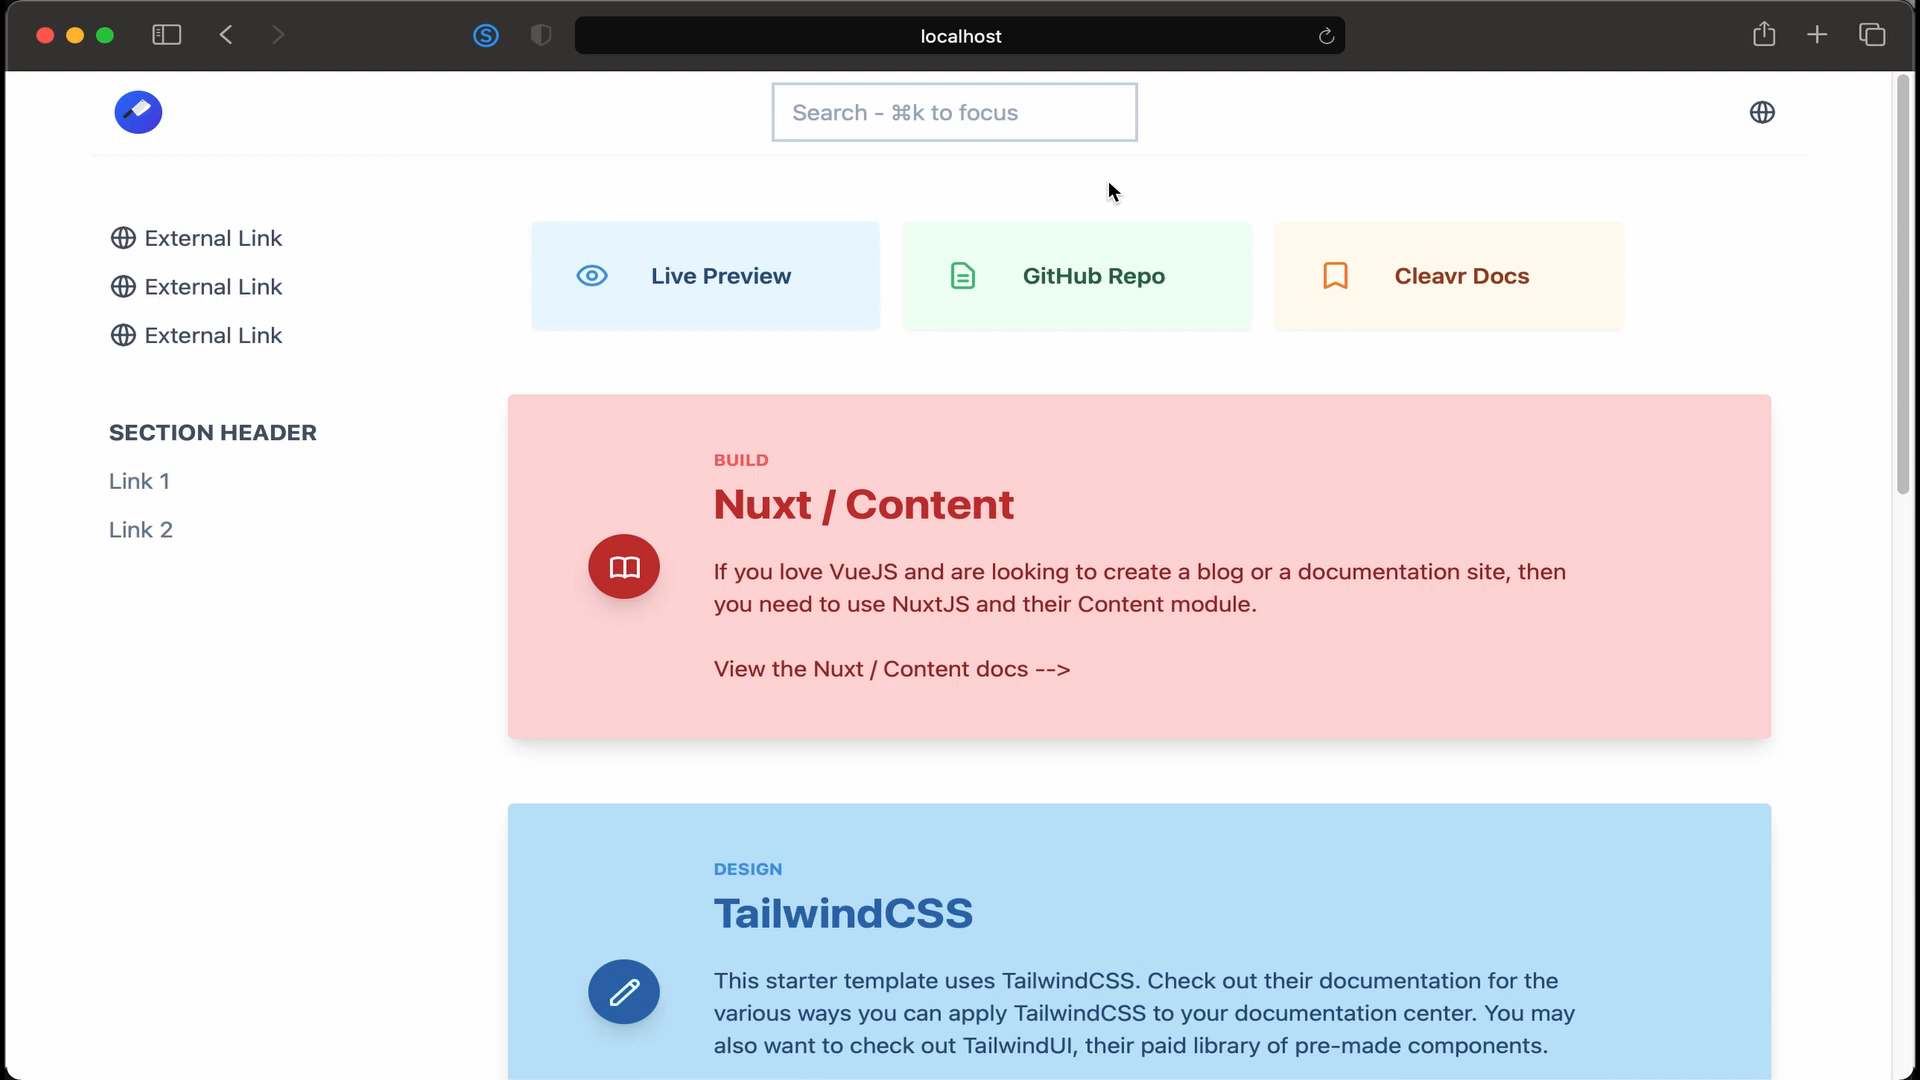 localhost
Search - ⌘k to focus
External Link
External Link
External Link
SECTION HEADER
Link 1
Link 2
Live Preview
GitHub Repo
Cleavr Docs
BUILD
Nuxt / Content
If you love VueJS and are looking to create a blog or a documentation site, then
you need to use NuxtJS and their Content module.
View the Nuxt / Content docs -->
DESIGN
TailwindCSS
This starter template uses TailwindCSS. Check out their documentation for the
various ways you can apply TailwindCSS to your documentation center. You may
also want to check out TailwindUI, their paid library of pre-made components.